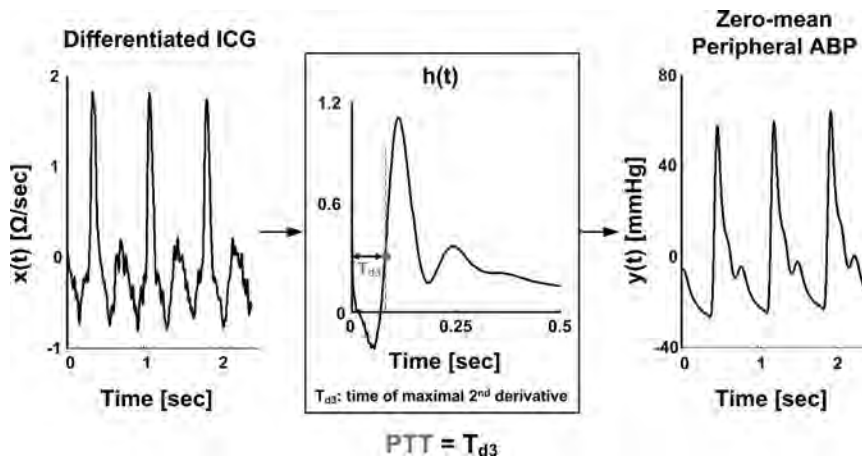 Differentiated ICG
2
1
0
-1
x(t) [Ω/sec]
0
1
2
Time [sec]
h(t)
1.2
0.6
0
T_d3
0
0.25
0.5
Time [sec]
T_d3: time of maximal 2nd derivative
PTT = T_d3
Zero-mean
Peripheral ABP
80
40
0
-40
y(t) [mmHg]
0
1
2
Time [sec]